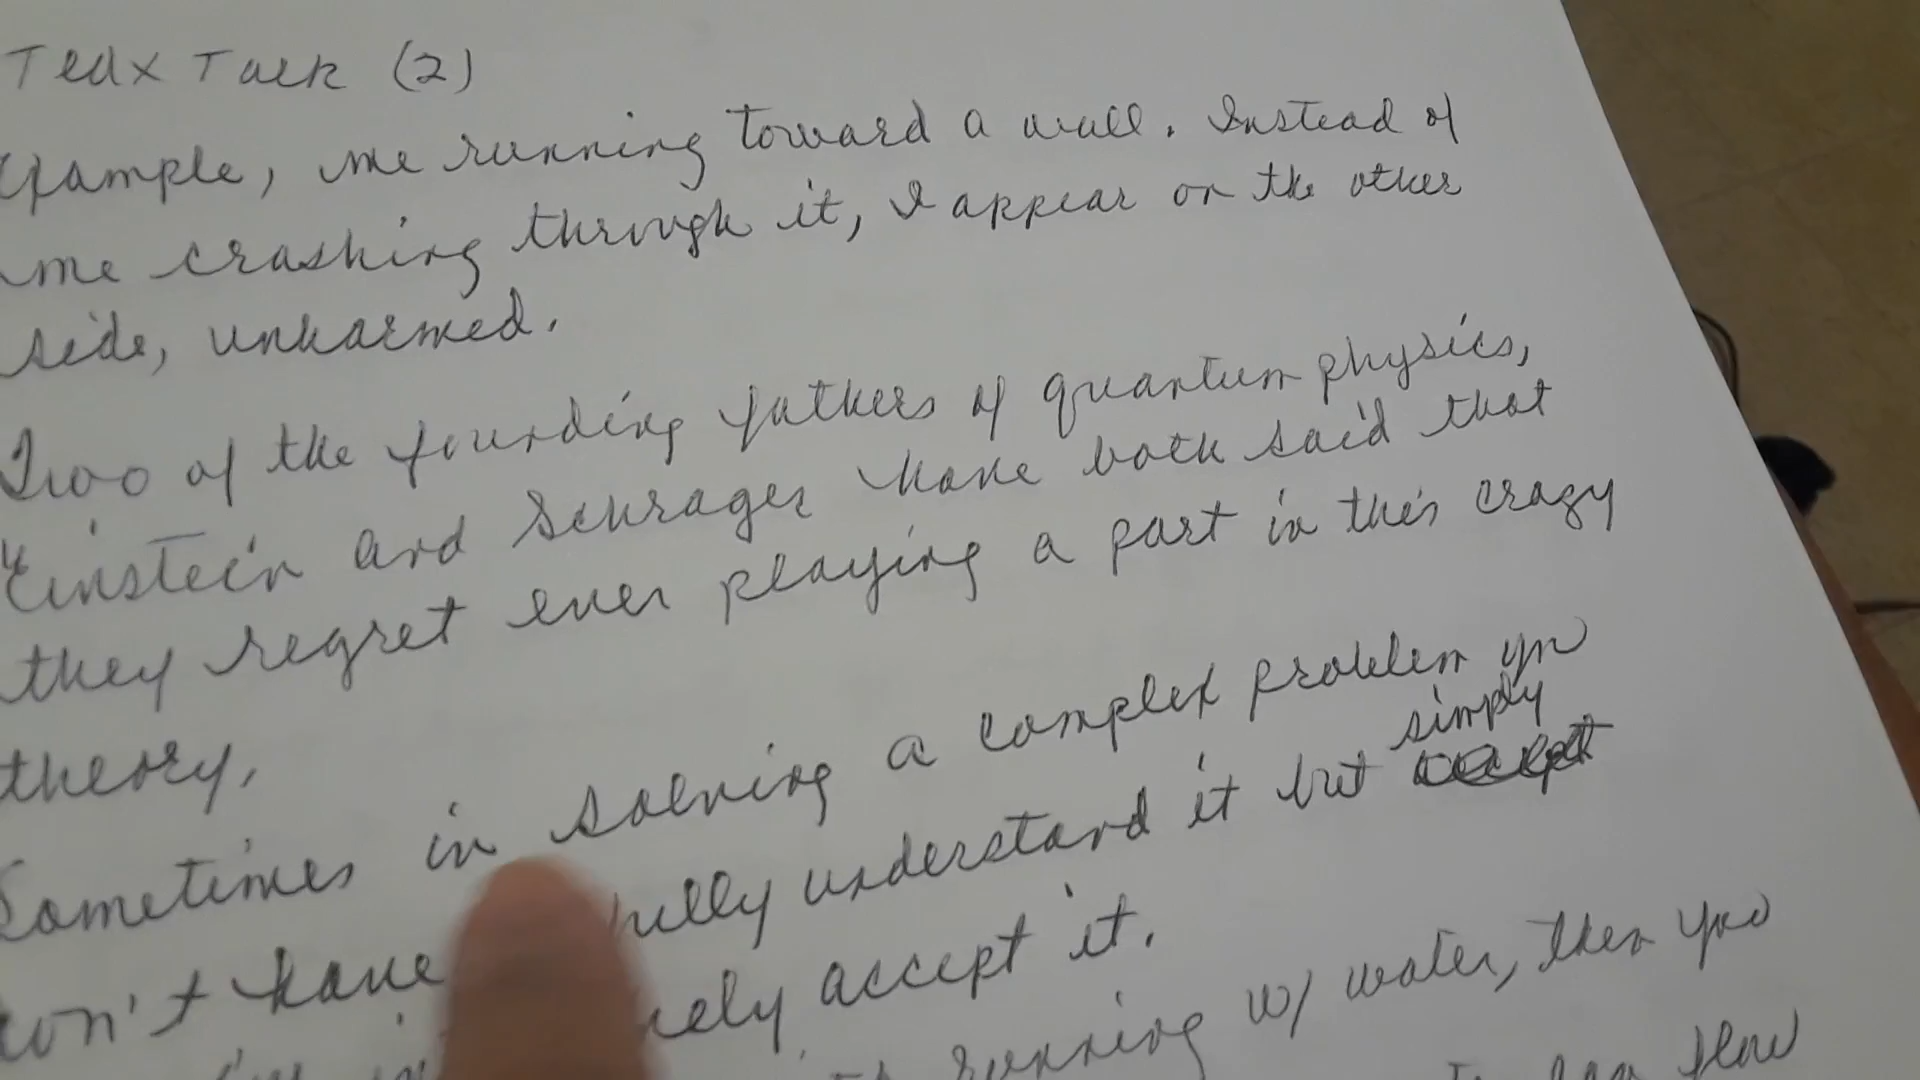 Tedx Talk (2)
Example, me running toward a wall. Instead of
me crashing through it, I appear on the other
side, unharmed.
Two of the founding fathers of quantum physics,
Einstein and Schrager have both said that
they regret ever playing a part in this crazy
theory.
Sometimes in solving a complex problem you
simply
don't have fully understand it but
accept it.
running w/ water, then you
flow